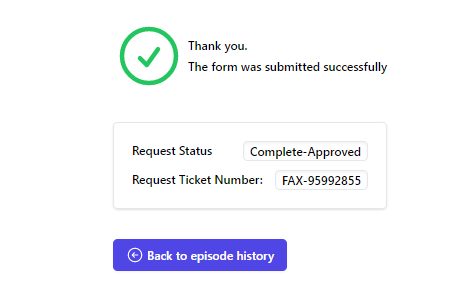 Thank you.
The form was submitted successfully
Request Status Complete-Approved
Request Ticket Number: FAX-95992855
Back to episode history